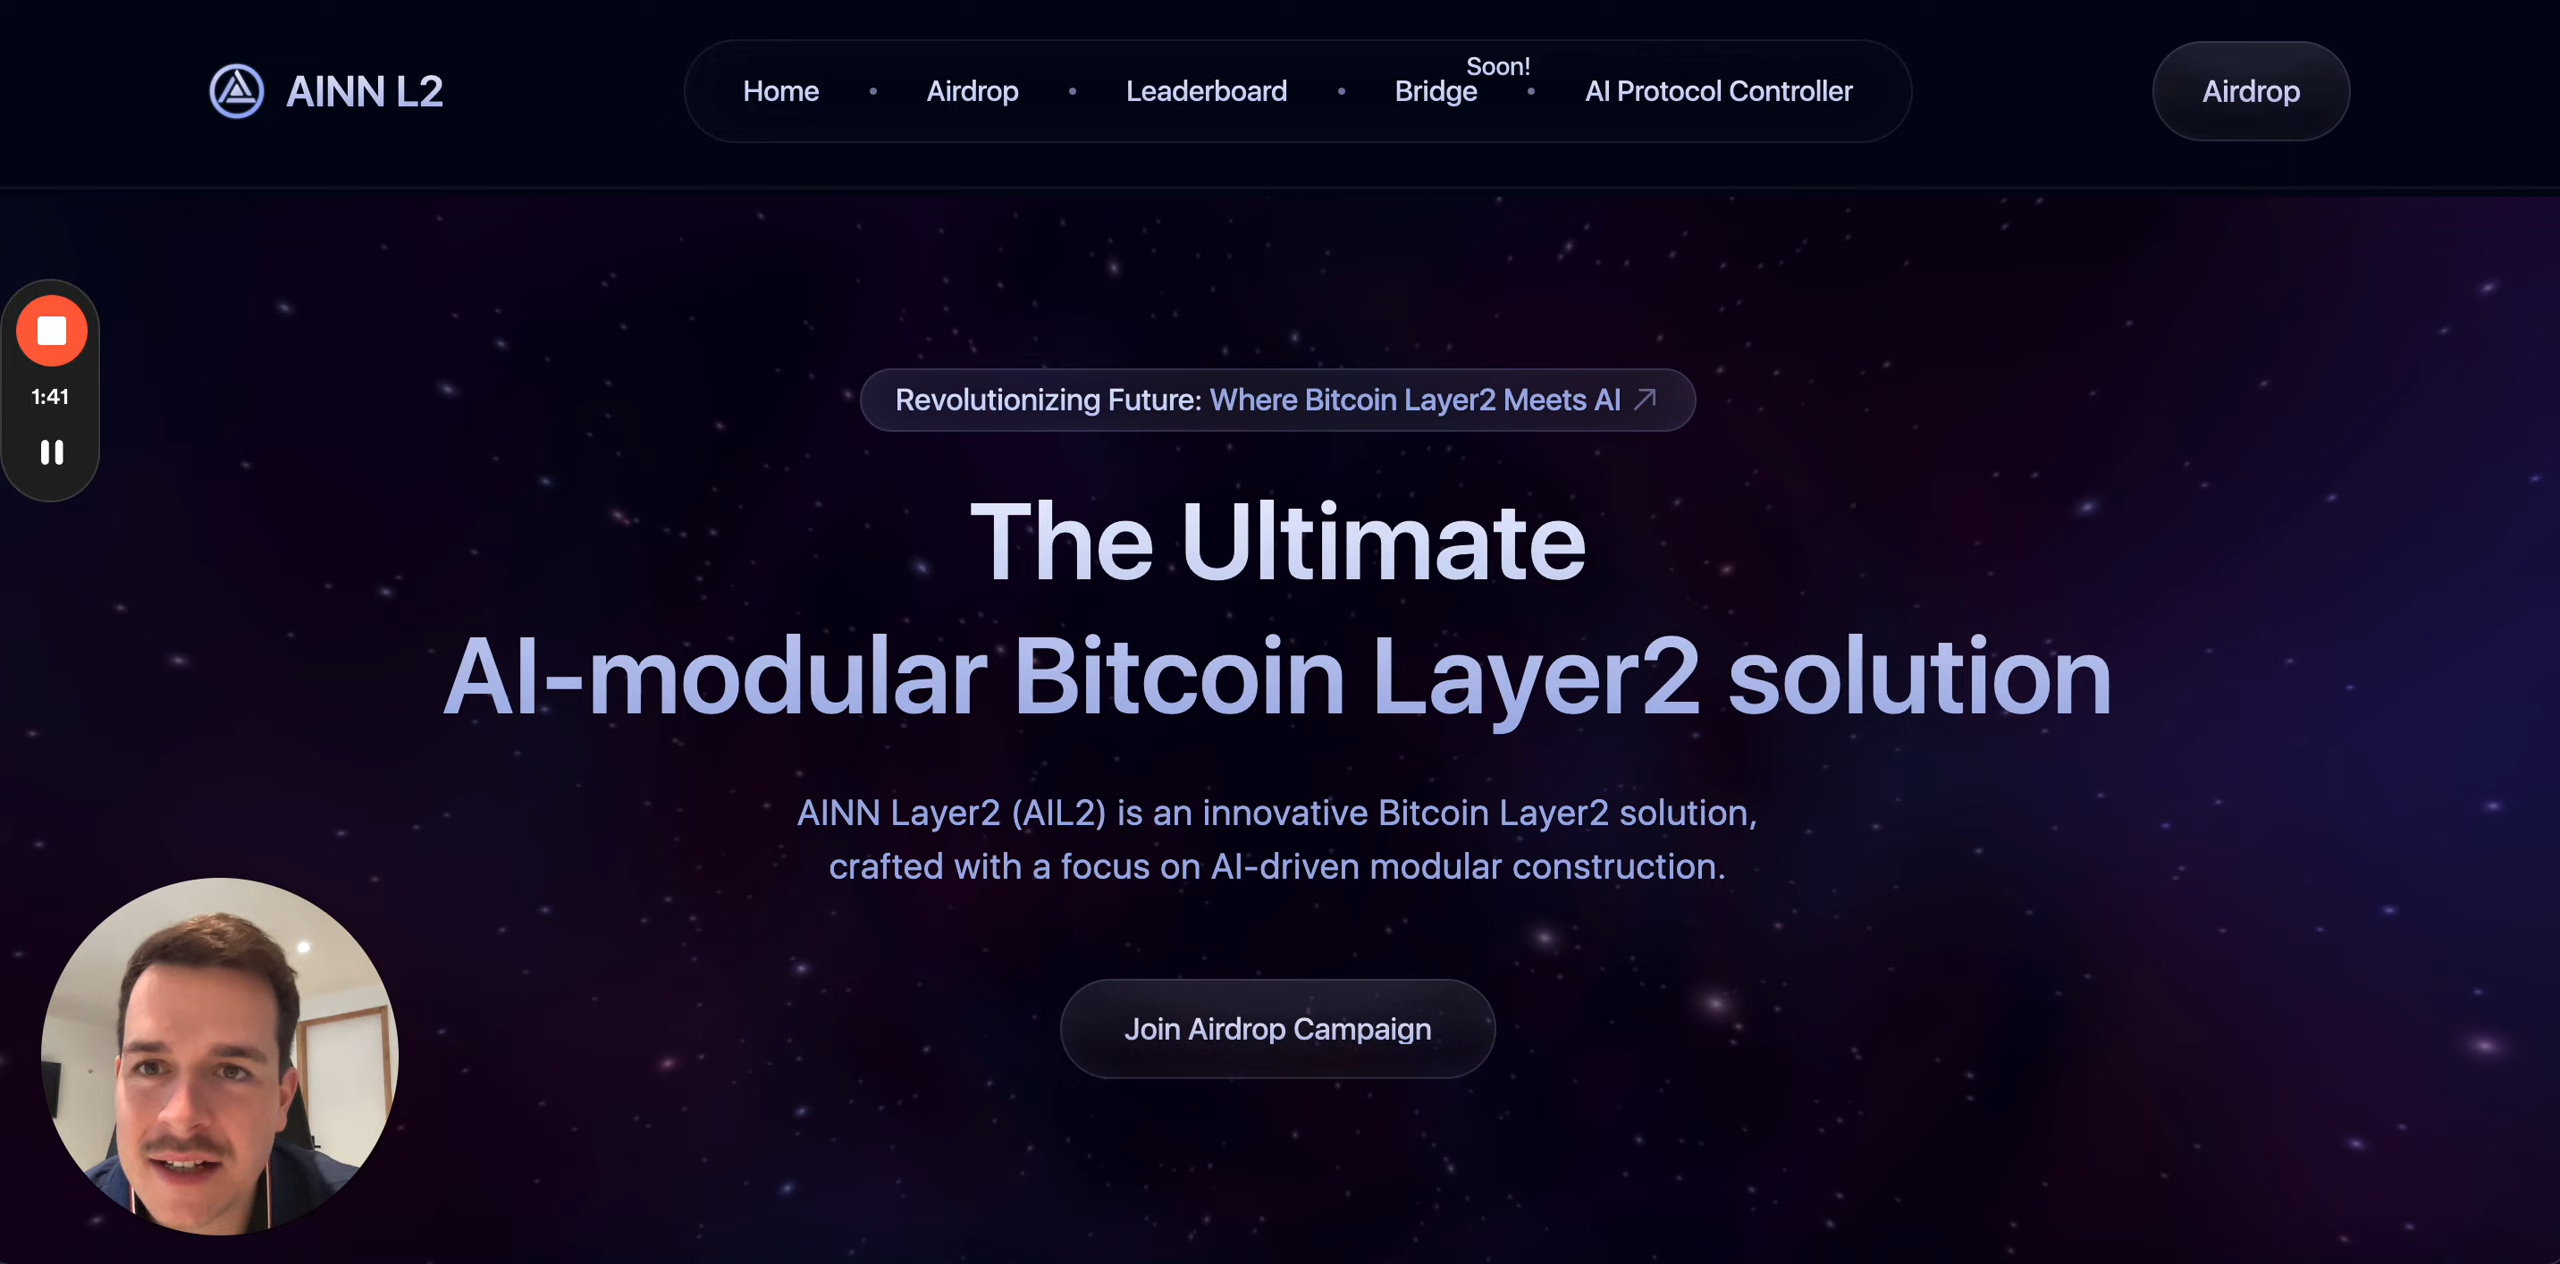 AINN L2
Home • Airdrop • Leaderboard • Bridge Soon! • AI Protocol Controller
Airdrop
1:41
Revolutionizing Future: Where Bitcoin Layer2 Meets AI
The Ultimate
AI-modular Bitcoin Layer2 solution
AINN Layer2 (AIL2) is an innovative Bitcoin Layer2 solution,
crafted with a focus on AI-driven modular construction.
Join Airdrop Campaign